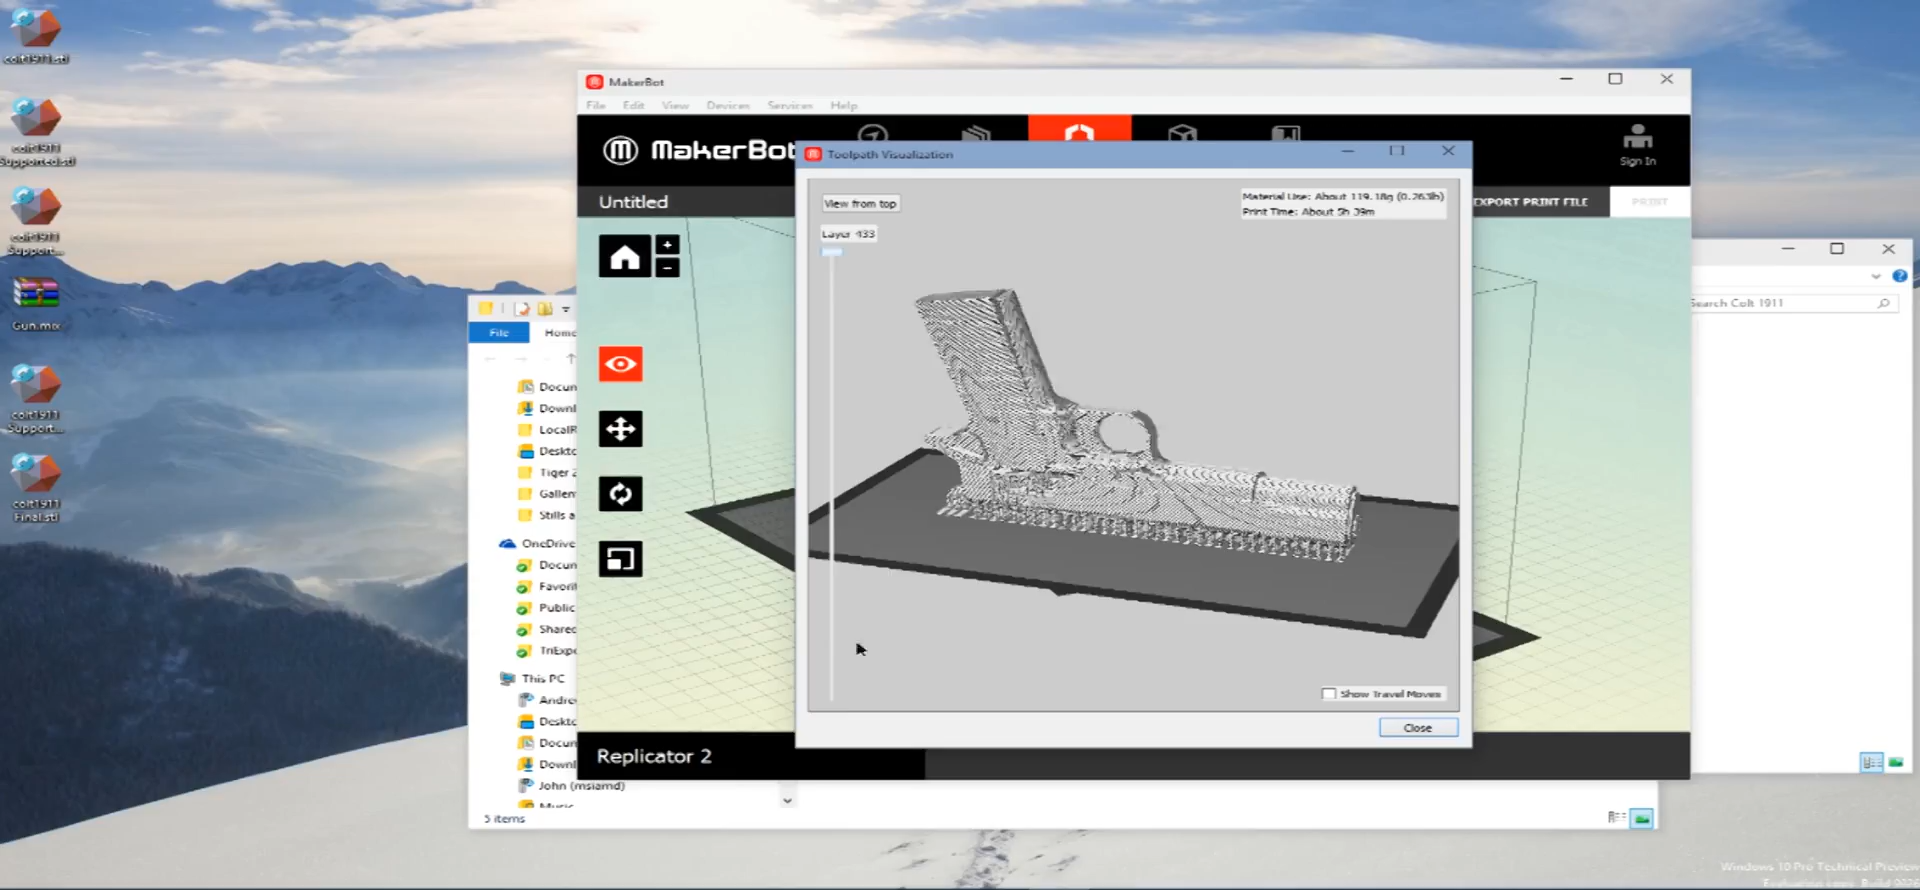 colt1911.stl
colt1911
Supported.stl
colt1911
Support...
Gun.mix
colt1911
Support...
colt1911
Final.stl
MakerBot
File Edit View Devices Services Help
MakerBot
Sign In
Toolpath Visualization
Untitled
EXPORT PRINT FILE
PRINT
View from top
Material Use: About 119.18g (0.263lb)
Print Time: About 5h 39m
Layer 433
Search Colt 1911
File
Home
Docum
Downl
LocalR
Deskto
Tiger 2
Gallen
Stills a
OneDrive
Docum
Favorit
Public
Shared
TriExpo
This PC
Andre
Deskto
Docum
Downl
John (msiamd)
Music
5 items
Show Travel Moves
Close
Replicator 2
Windows 10 Pro Technical Preview